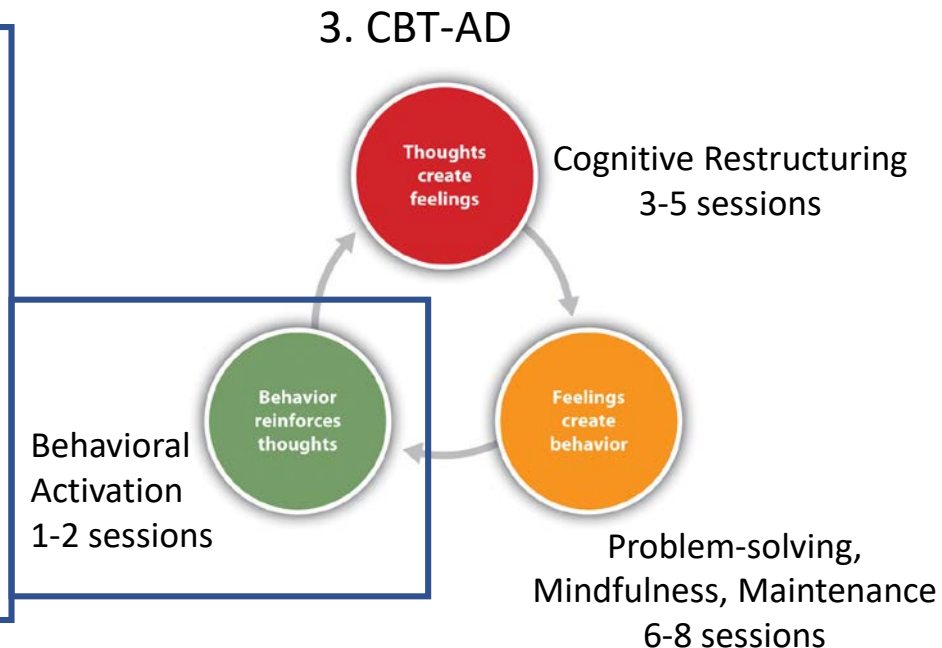 3. CBT-AD
Thoughts
create
feelings
Cognitive Restructuring
3-5 sessions
Behavior
reinforces
thoughts
Feelings
create
behavior
Behavioral
Activation
1-2 sessions
Problem-solving,
Mindfulness, Maintenance
6-8 sessions